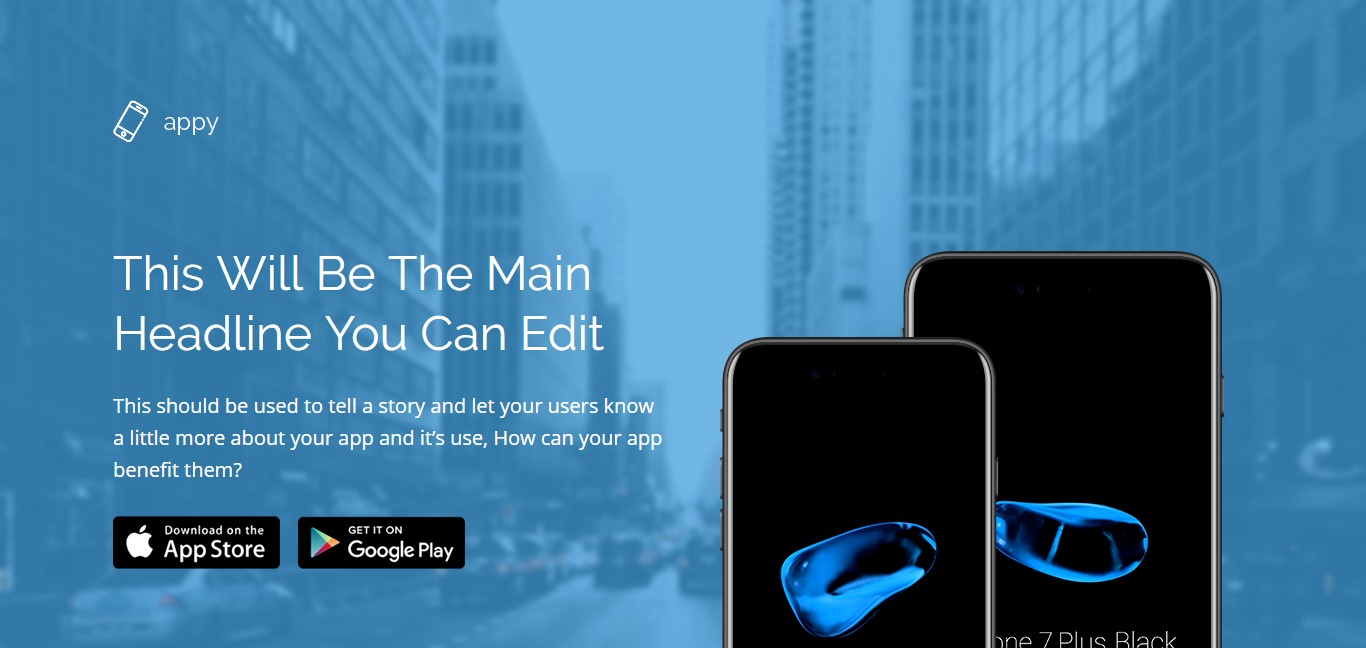 appy
This Will Be The Main
Headline You Can Edit
This should be used to tell a story and let your users know
a little more about your app and it’s use, How can your app
benefit them?
Download on the
App Store
GET IT ON
Google Play
one 7 Plus Black